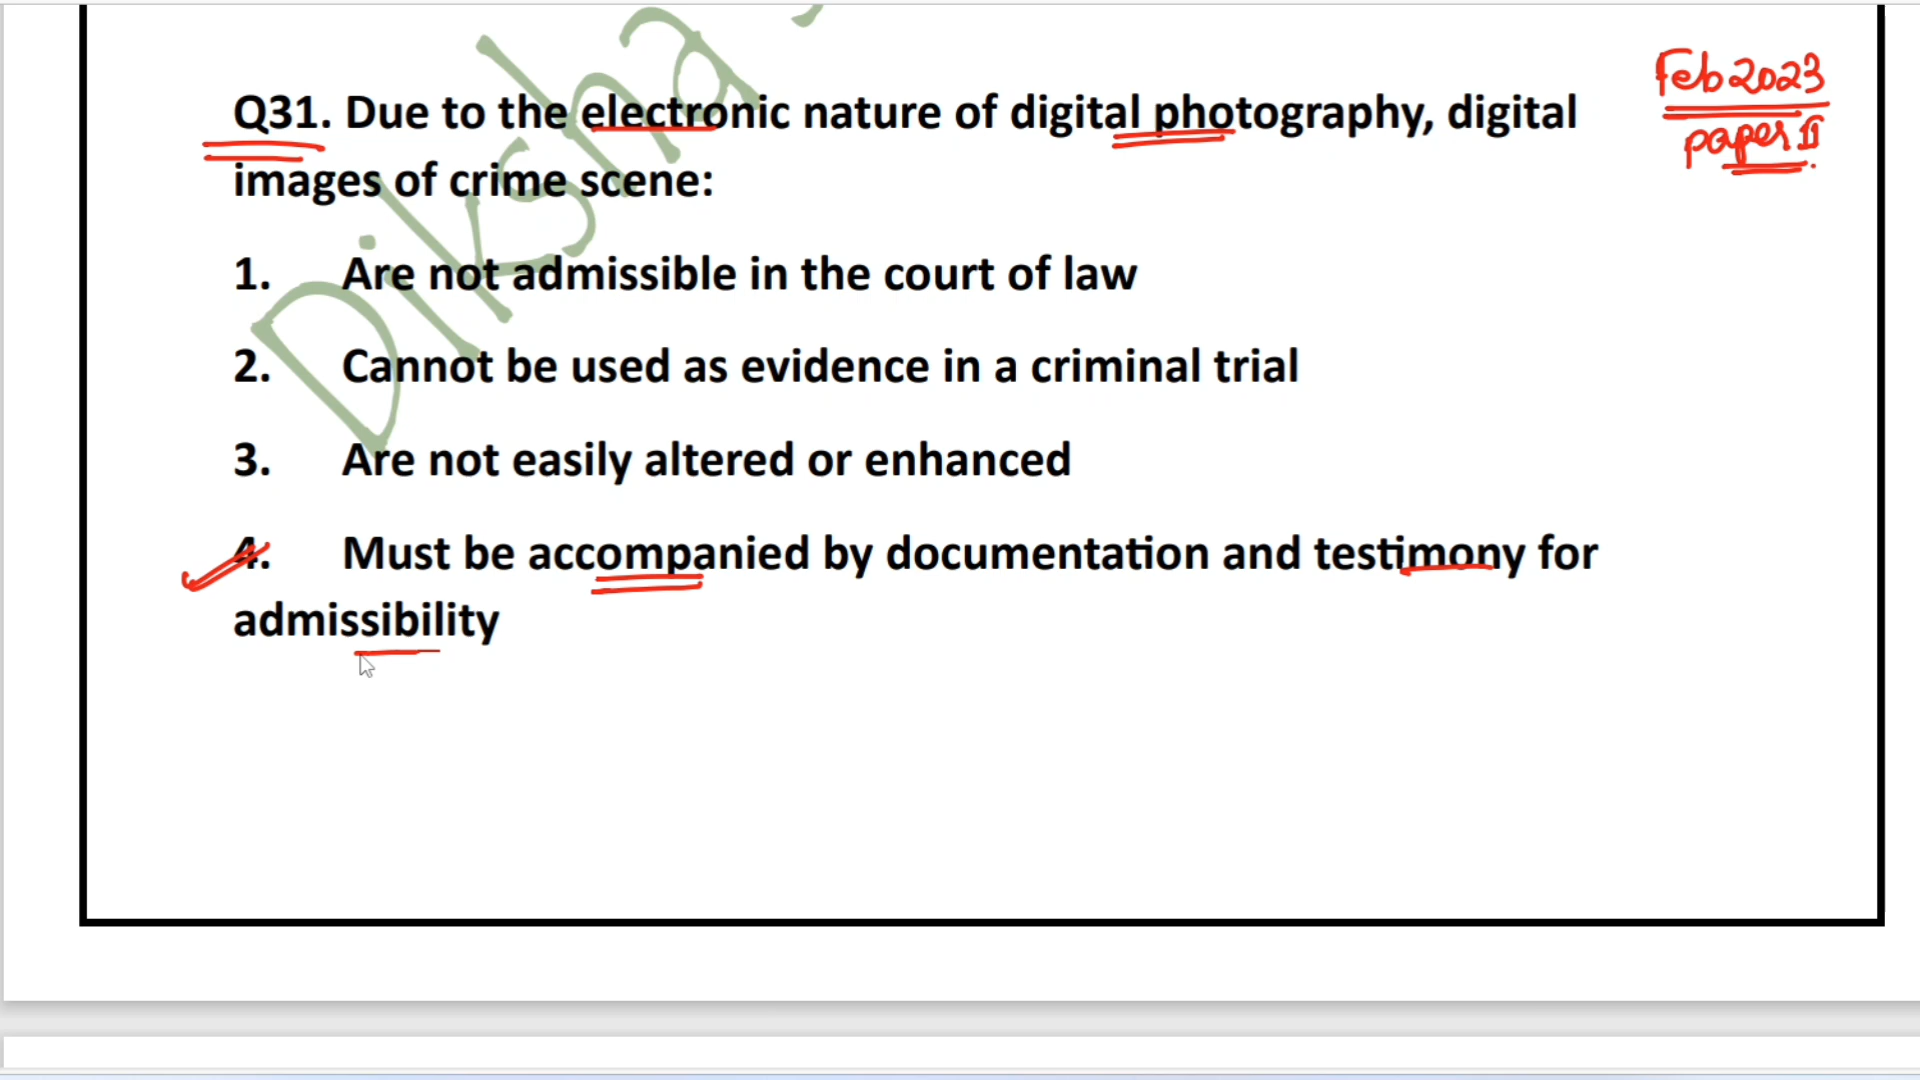 Feb 2023
paper II
Q31. Due to the electronic nature of digital photography, digital
images of crime scene:
1. Are not admissible in the court of law
2. Cannot be used as evidence in a criminal trial
3. Are not easily altered or enhanced
4. Must be accompanied by documentation and testimony for
admissibility
Diksha